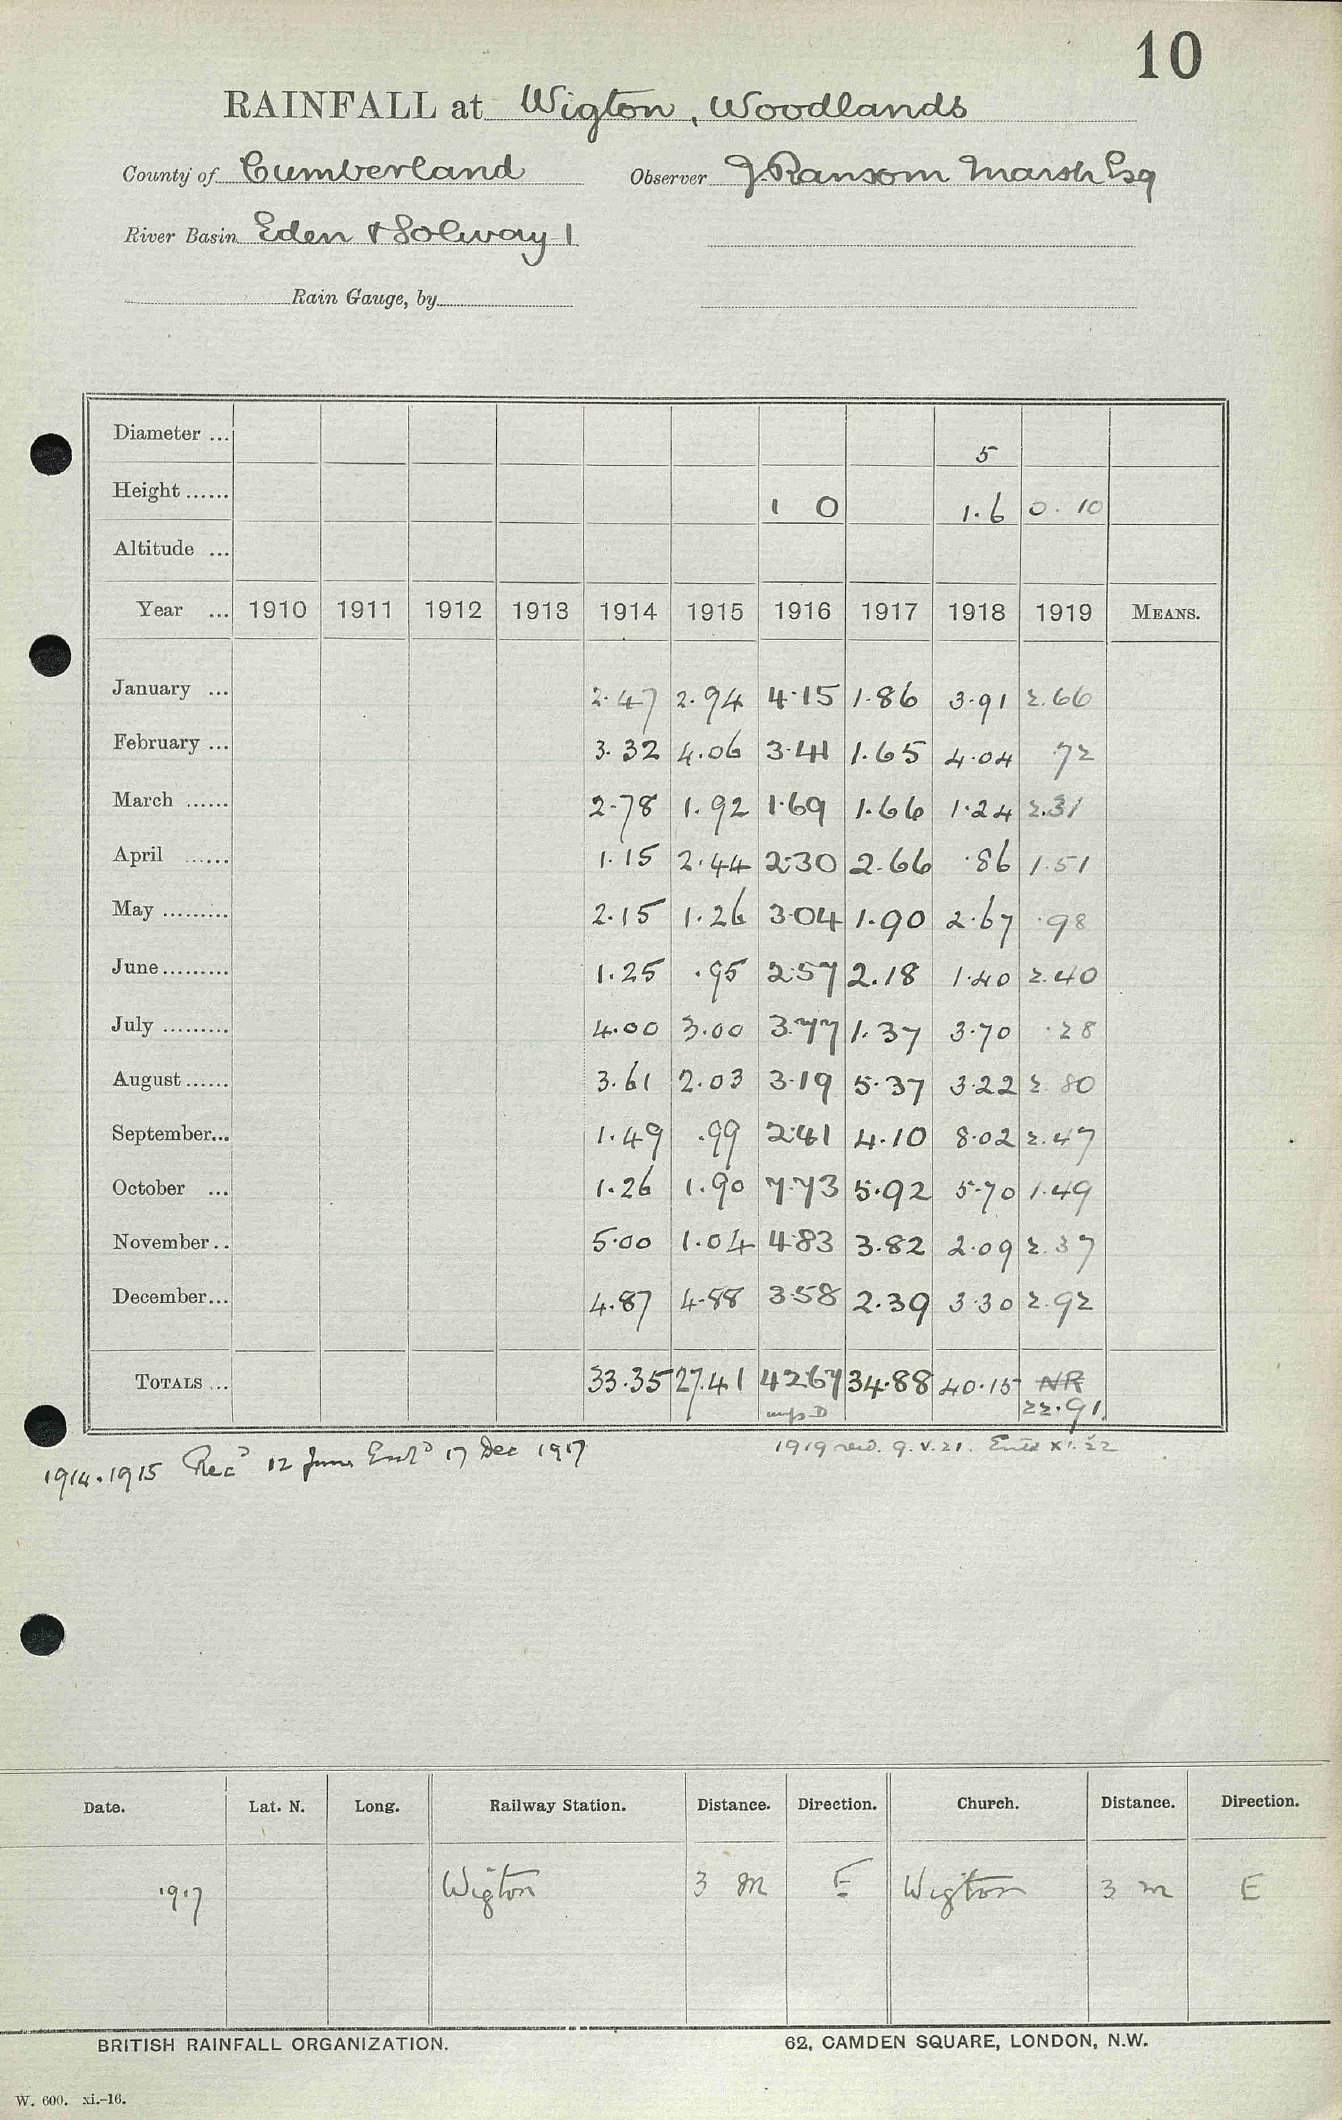 10
RAINFALL at Wigton, Woodlands
County of Cumberland Observer J. Ransom Marsh Esq
River Basin Eden & Solway 1
Rain Gauge, by
Diameter ... 5
Height ...... 1 0 1.6 0.10
Altitude ...
Year ... 1910 1911 1912 1913 1914 1915 1916 1917 1918 1919 MEANS.
January ... 2.47 2.94 4.15 1.86 3.91 2.66
February ... 3.32 4.06 3.41 1.65 4.04 72
March ...... 2.78 1.92 1.69 1.66 1.24 2.31
April ...... 1.15 2.44 2.30 2.66 .86 1.51
May ......... 2.15 1.26 3.04 1.90 2.67 .98
June ......... 1.25 .95 2.57 2.18 1.40 2.40
July ......... 4.00 3.00 3.77 1.37 3.70 .28
August ...... 3.61 2.03 3.19 5.37 3.22 2.80
September... 1.49 .99 2.41 4.10 8.02 2.47
October ... 1.26 1.90 7.73 5.92 5.70 1.49
November.. 5.00 1.04 4.83 3.82 2.09 2.37
December... 4.87 4.88 3.58 2.39 3.30 2.92
TOTALS ... 33.35 27.41 42.67 34.88 40.15 NR
22.91
1914.1915 Recd 12 June Entd 17 Dec 1917
1919 recd. 9.V.21. Entd XI.22
Date. Lat. N. Long. Railway Station. Distance. Direction. Church. Distance. Direction.
1917 Wigton 3 m E Wigton 3 m E
BRITISH RAINFALL ORGANIZATION. 62, CAMDEN SQUARE, LONDON, N.W.
W. 600. xi.-16.